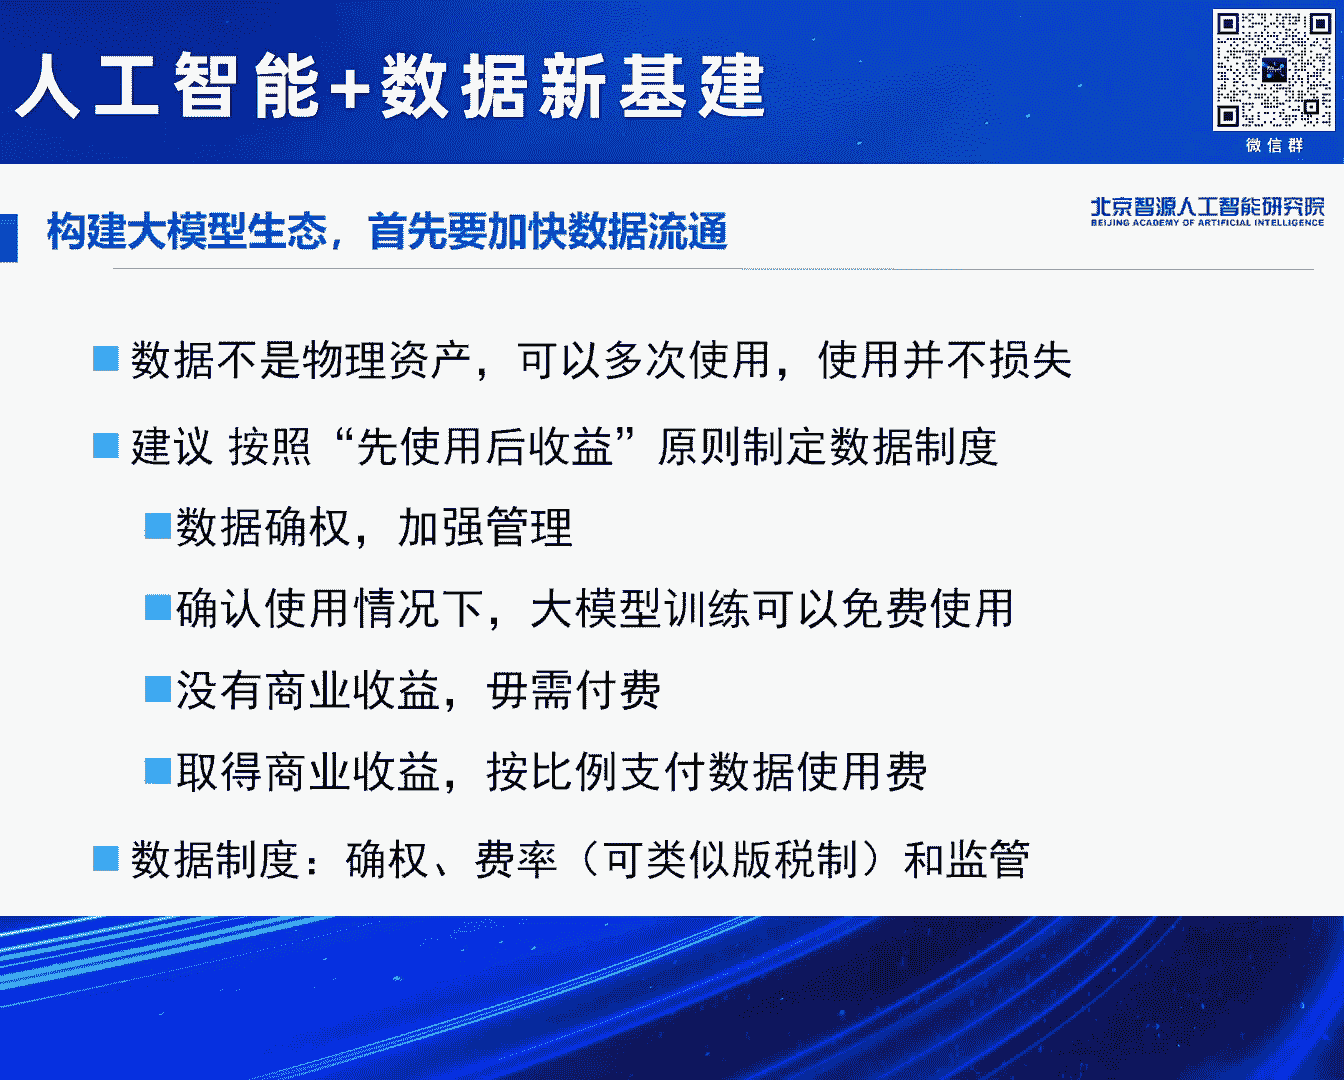 人工智能+数据新基建
微信群
构建大模型生态，首先要加快数据流通
北京智源人工智能研究院
BEIJING ACADEMY OF ARTIFICIAL INTELLIGENCE
数据不是物理资产，可以多次使用，使用并不损失
建议 按照“先使用后收益”原则制定数据制度
数据确权，加强管理
确认使用情况下，大模型训练可以免费使用
没有商业收益，毋需付费
取得商业收益，按比例支付数据使用费
数据制度：确权、费率（可类似版税制）和监管